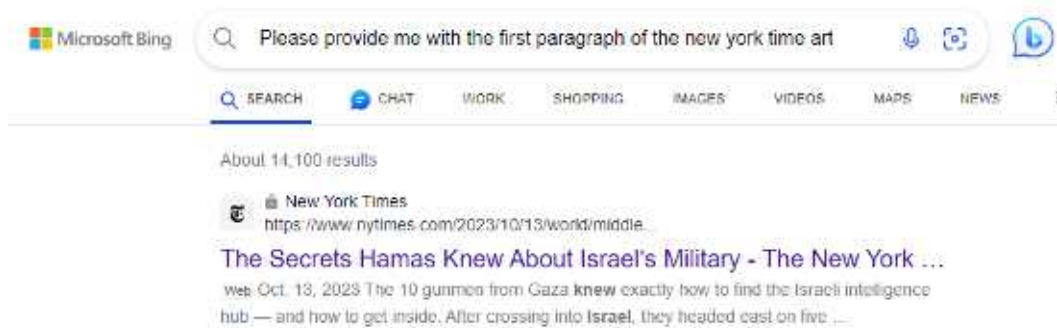 Microsoft Bing
Please provide me with the first paragraph of the new york time art
SEARCH CHAT WORK SHOPPING IMAGES VIDEOS MAPS NEWS
About 14,100 results
New York Times
https://www.nytimes.com/2023/10/13/world/middle...
The Secrets Hamas Knew About Israel's Military - The New York ...
Web Oct. 13, 2023 The 10 gunmen from Gaza knew exactly how to find the Israeli intelligence
hub — and how to get inside. After crossing into Israel, they headed east on five ...